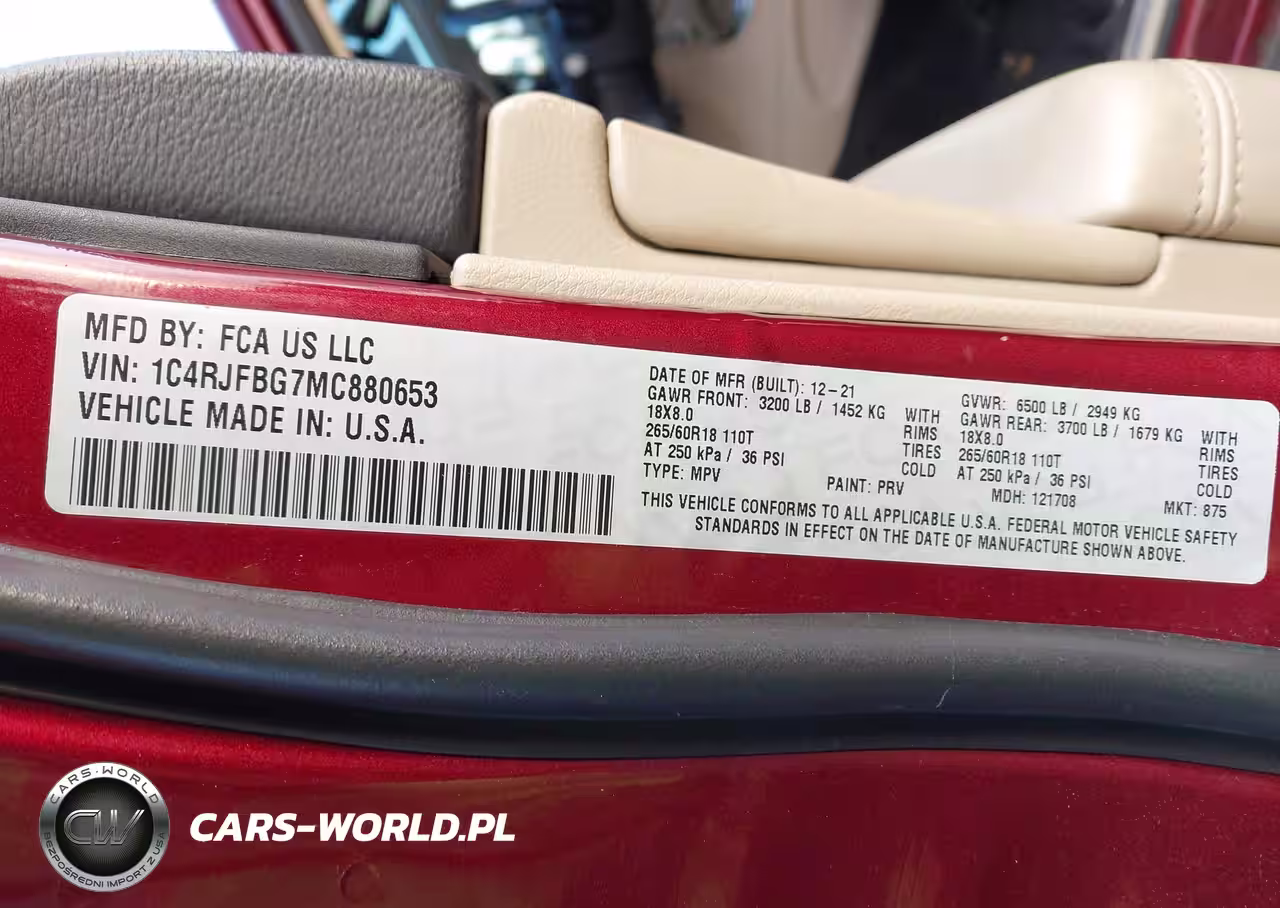 MFD BY: FCA US LLC
VIN: 1C4RJFBG7MC880653
VEHICLE MADE IN: U.S.A.
DATE OF MFR (BUILT): 12-21
GAWR FRONT: 3200 LB / 1452 KG WITH
18X8.0 RIMS
265/60R18 110T TIRES
AT 250 kPa / 36 PSI COLD
TYPE: MPV PAINT: PRV
GVWR: 6500 LB / 2949 KG
GAWR REAR: 3700 LB / 1679 KG WITH
18X8.0 RIMS
265/60R18 110T TIRES
AT 250 kPa / 36 PSI COLD
MDH: 121708 MKT: 875
THIS VEHICLE CONFORMS TO ALL APPLICABLE U.S.A. FEDERAL MOTOR VEHICLE SAFETY
STANDARDS IN EFFECT ON THE DATE OF MANUFACTURE SHOWN ABOVE.
CARS-WORLD
CW
BEZPOŚREDNI IMPORT Z USA
CARS-WORLD.PL